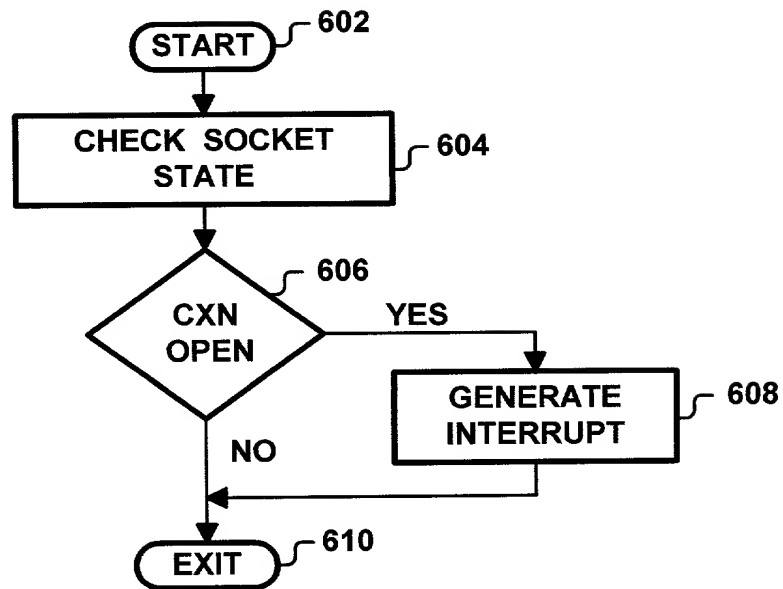 START
602
CHECK SOCKET
STATE
604
606
CXN
OPEN
YES
GENERATE
INTERRUPT
608
NO
EXIT
610